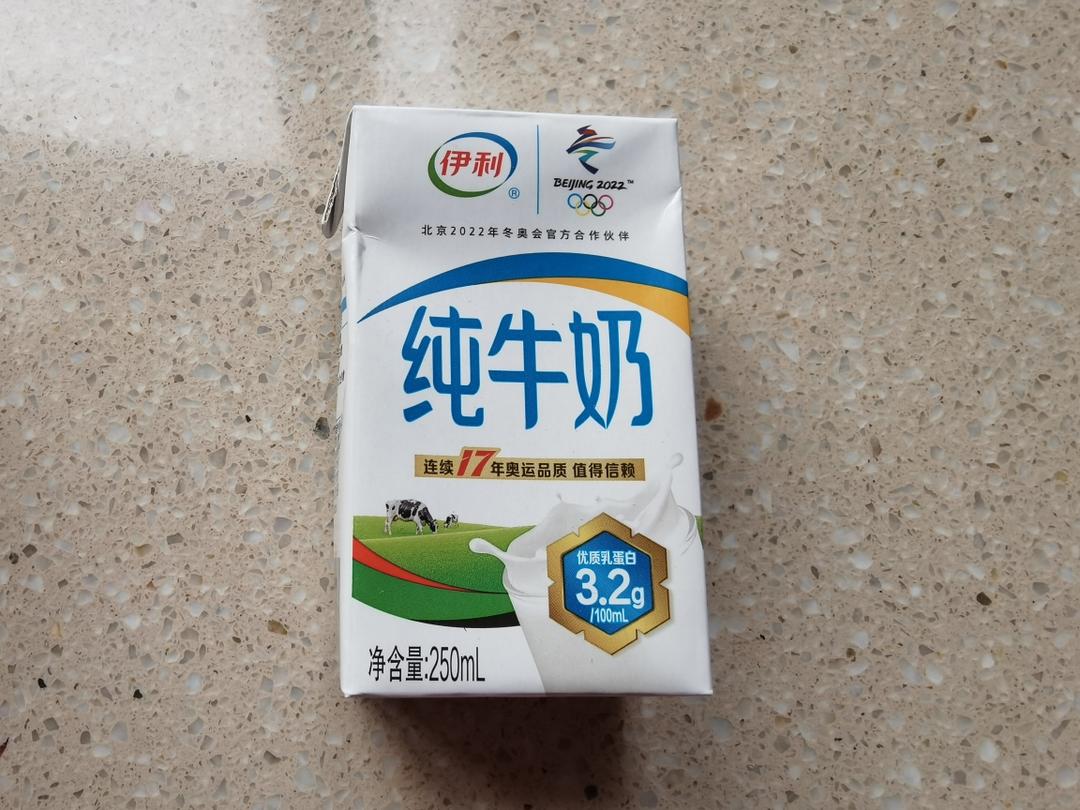 伊利
®
BEIJING 2022™
北京2022年冬奥会官方合作伙伴
纯牛奶
连续17年奥运品质 值得信赖
优质乳蛋白
3.2g
/100mL
净含量:250mL